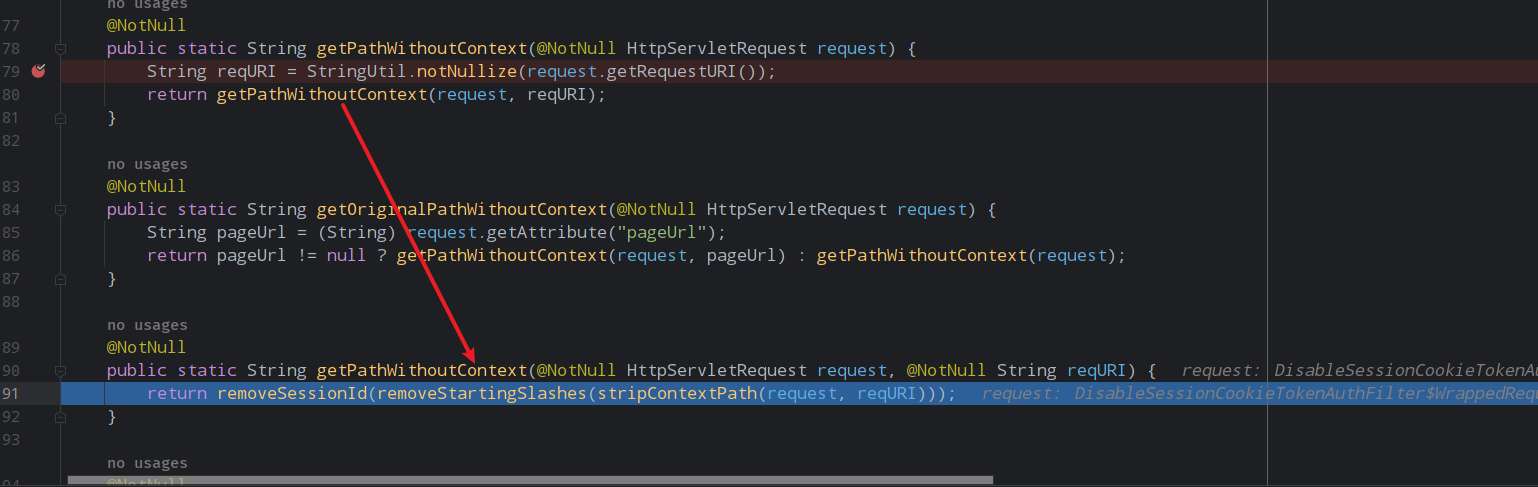 no usages
77 @NotNull
78 public static String getPathWithoutContext(@NotNull HttpServletRequest request) {
79 String reqURI = StringUtil.notNullize(request.getRequestURI());
80 return getPathWithoutContext(request, reqURI);
81 }
82
no usages
83 @NotNull
84 public static String getOriginalPathWithoutContext(@NotNull HttpServletRequest request) {
85 String pageUrl = (String) request.getAttribute("pageUrl");
86 return pageUrl != null ? getPathWithoutContext(request, pageUrl) : getPathWithoutContext(request);
87 }
88
no usages
89 @NotNull
90 public static String getPathWithoutContext(@NotNull HttpServletRequest request, @NotNull String reqURI) { request: DisableSessionCookieTokenAu
91 return removeSessionId(removeStartingSlashes(stripContextPath(request, reqURI))); request: DisableSessionCookieTokenAuthFilter$WrappedRequ
92 }
93
no usages
94 @NotNull